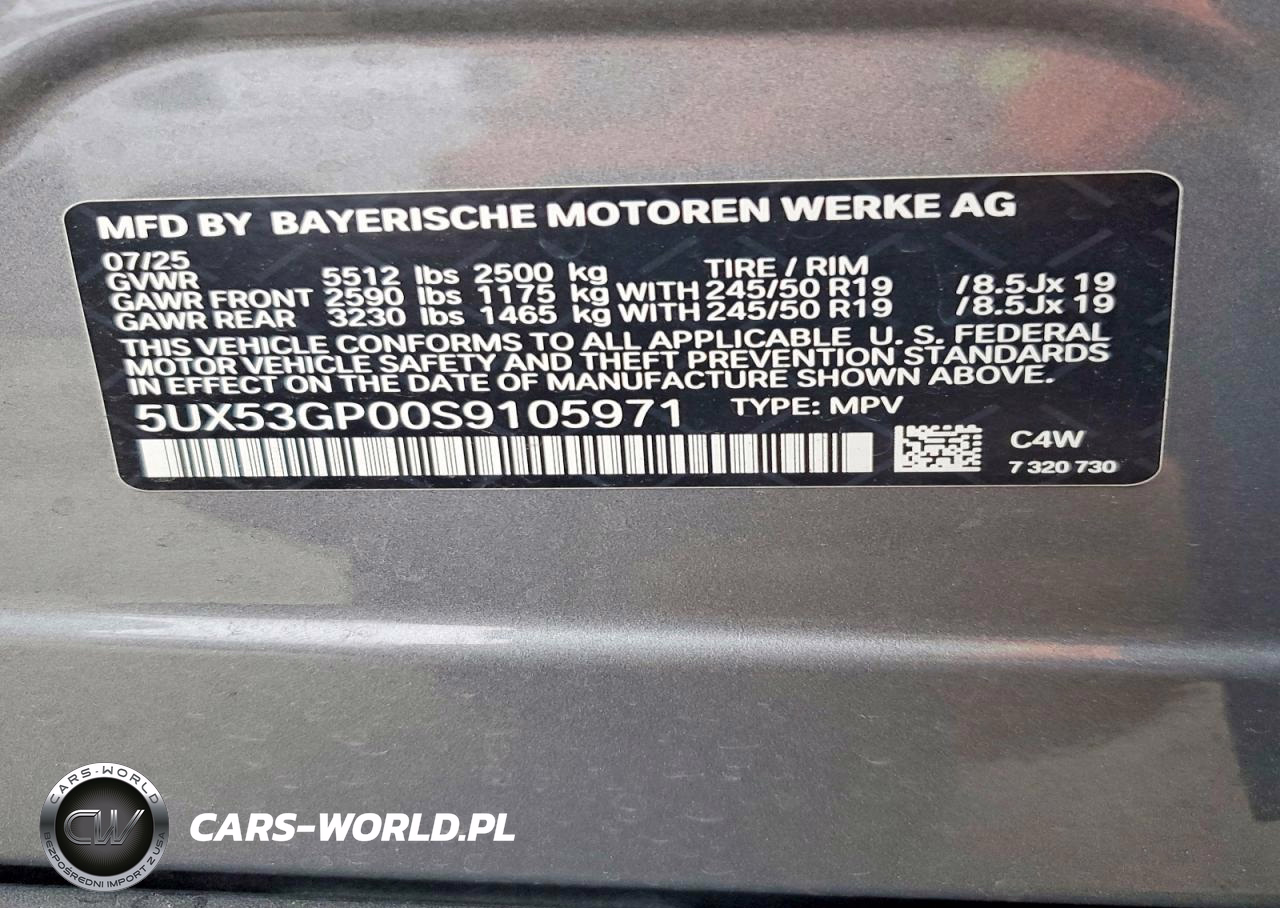 MFD BY BAYERISCHE MOTOREN WERKE AG
07/25
GVWR 5512 lbs 2500 kg TIRE / RIM
GAWR FRONT 2590 lbs 1175 kg WITH 245/50 R19 /8.5Jx 19
GAWR REAR 3230 lbs 1465 kg WITH 245/50 R19 /8.5Jx 19
THIS VEHICLE CONFORMS TO ALL APPLICABLE U. S. FEDERAL
MOTOR VEHICLE SAFETY AND THEFT PREVENTION STANDARDS
IN EFFECT ON THE DATE OF MANUFACTURE SHOWN ABOVE.
5UX53GP00S9105971 TYPE: MPV
C4W
7 320 730
CARS-WORLD
CW
BEZPOŚREDNI IMPORT Z USA
CARS-WORLD.PL